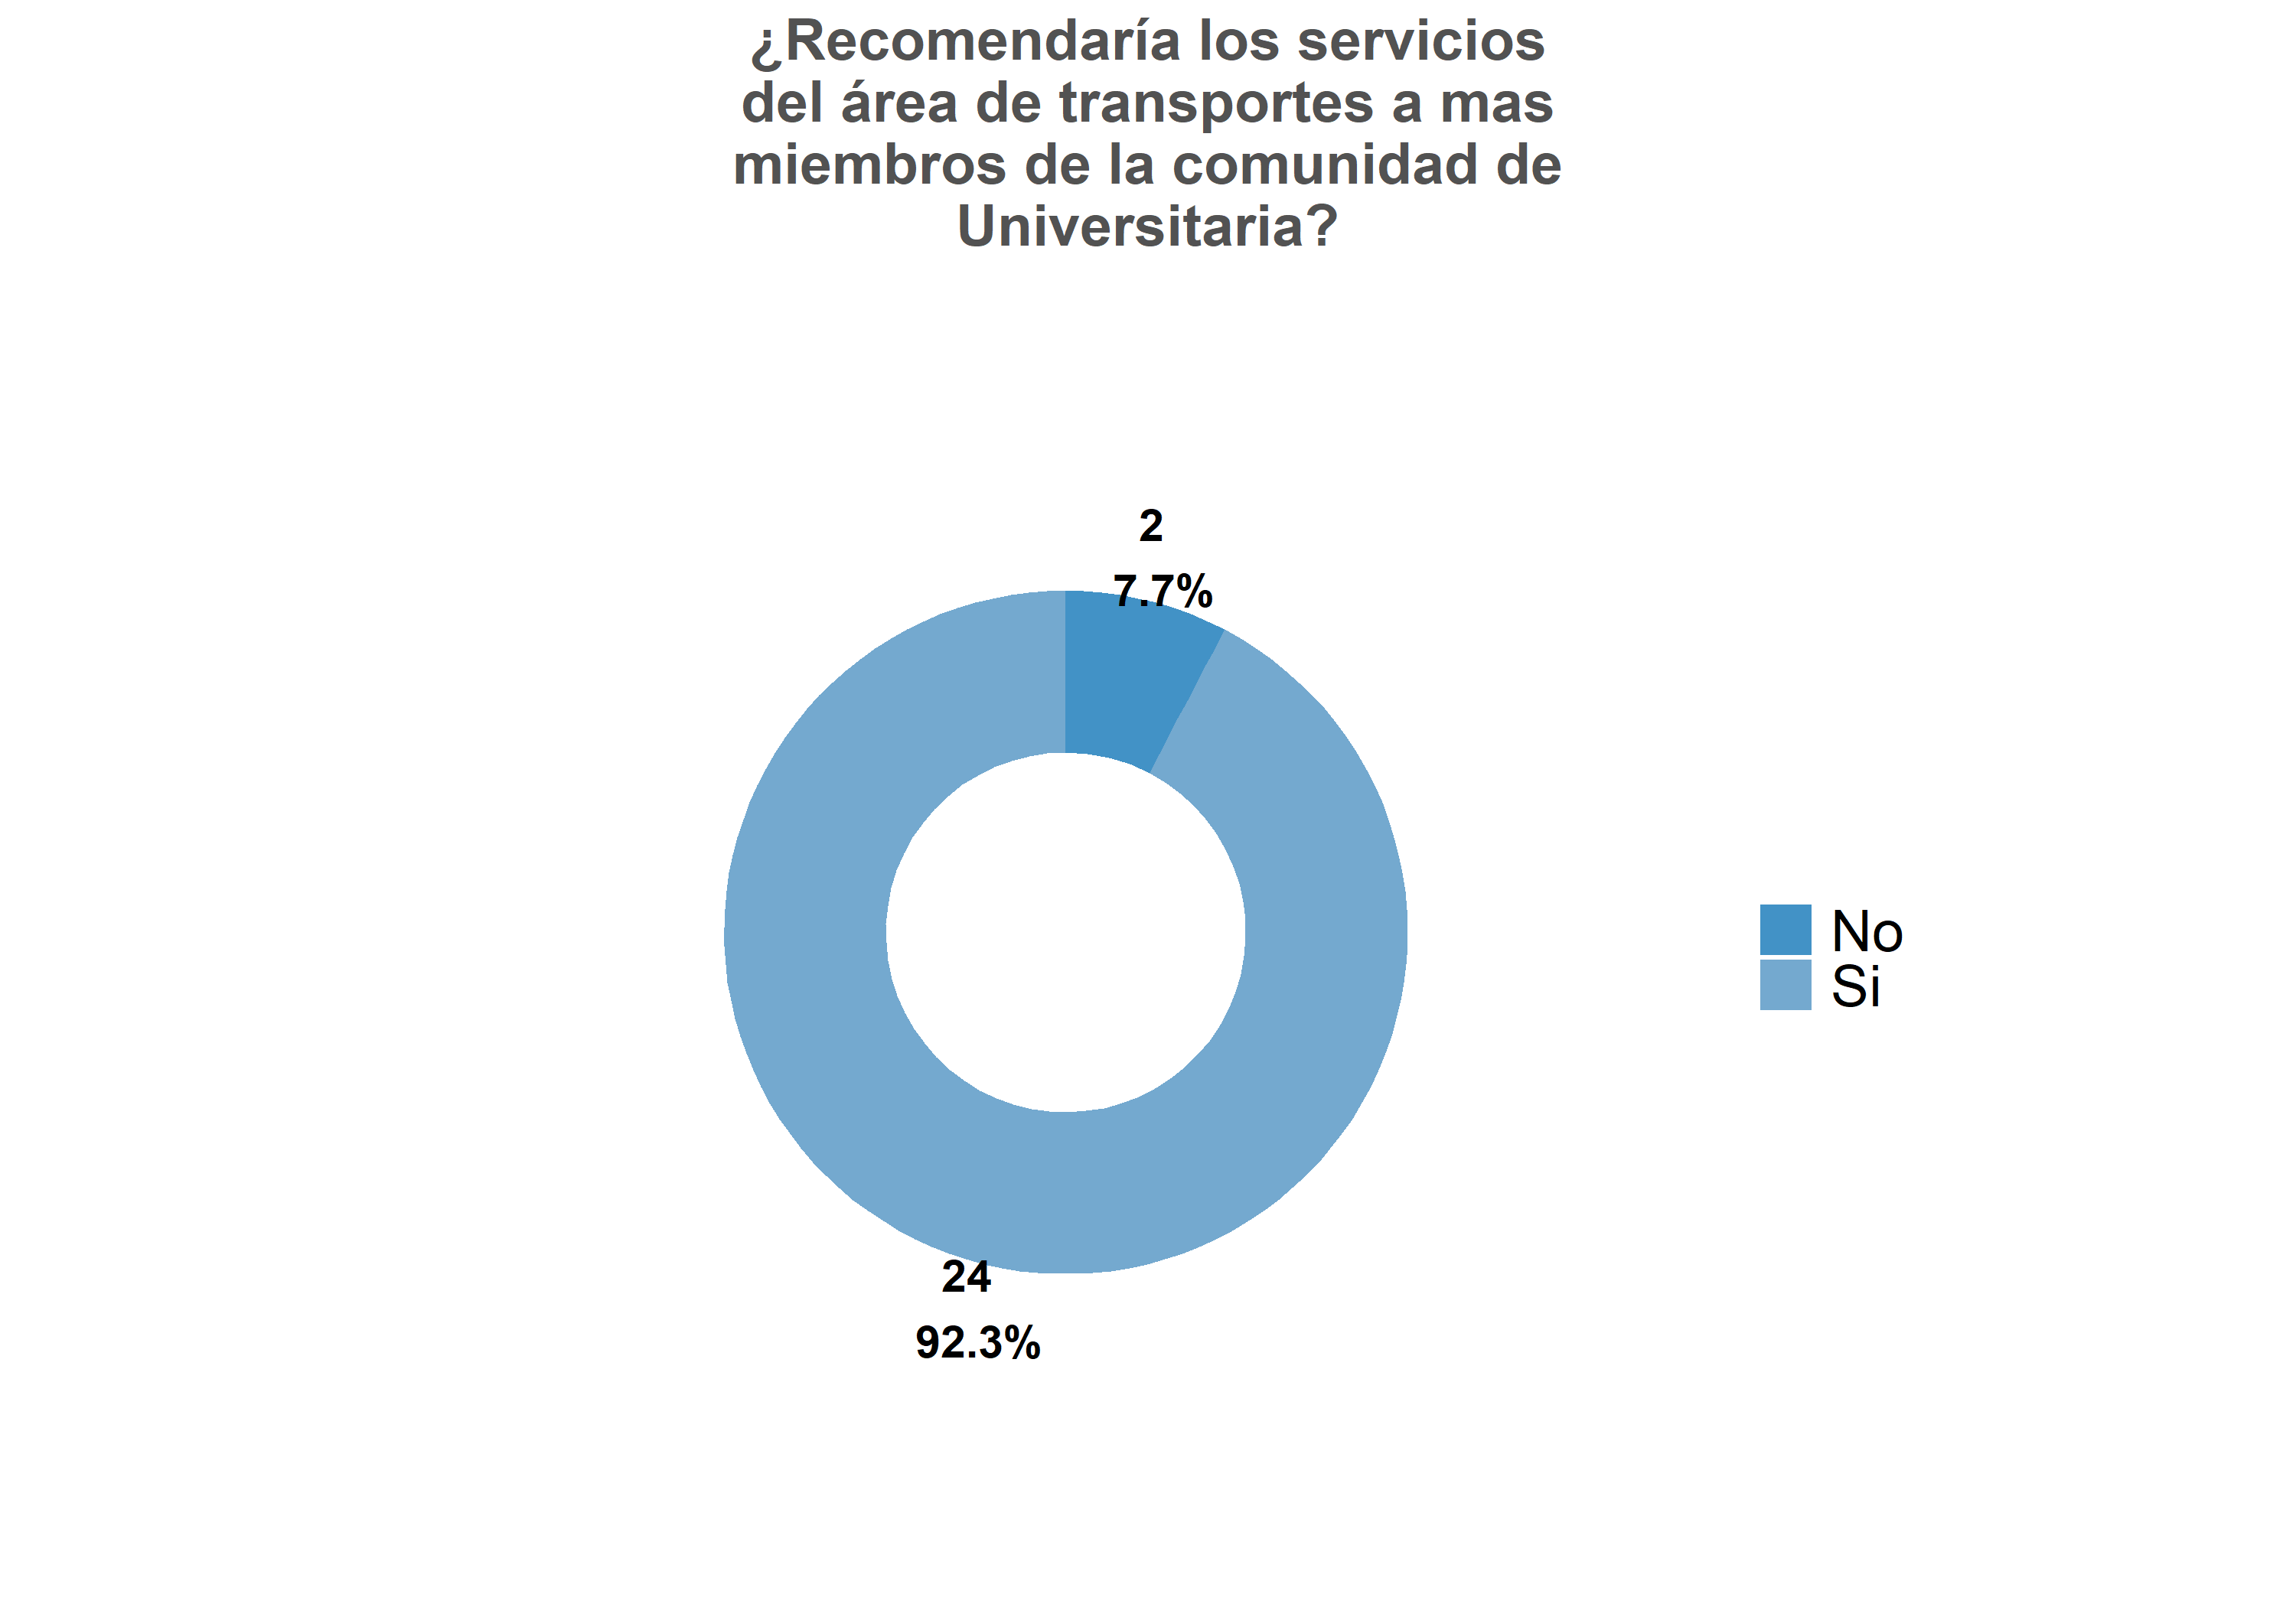 ¿Recomendaría los servicios
del área de transportes a mas
miembros de la comunidad de
Universitaria?
2
7.7%
No
Si
24
92.3%